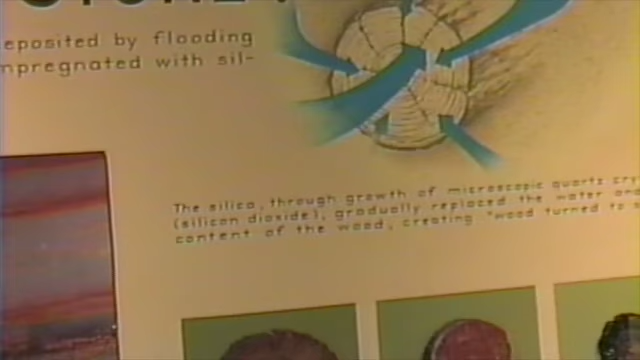 STONE?
eposited by flooding
npregnated with sil-
The silica, through growth of microscopic quartz cry
(silicon dioxide), gradually replaced the water and
content of the wood, creating "wood turned to s